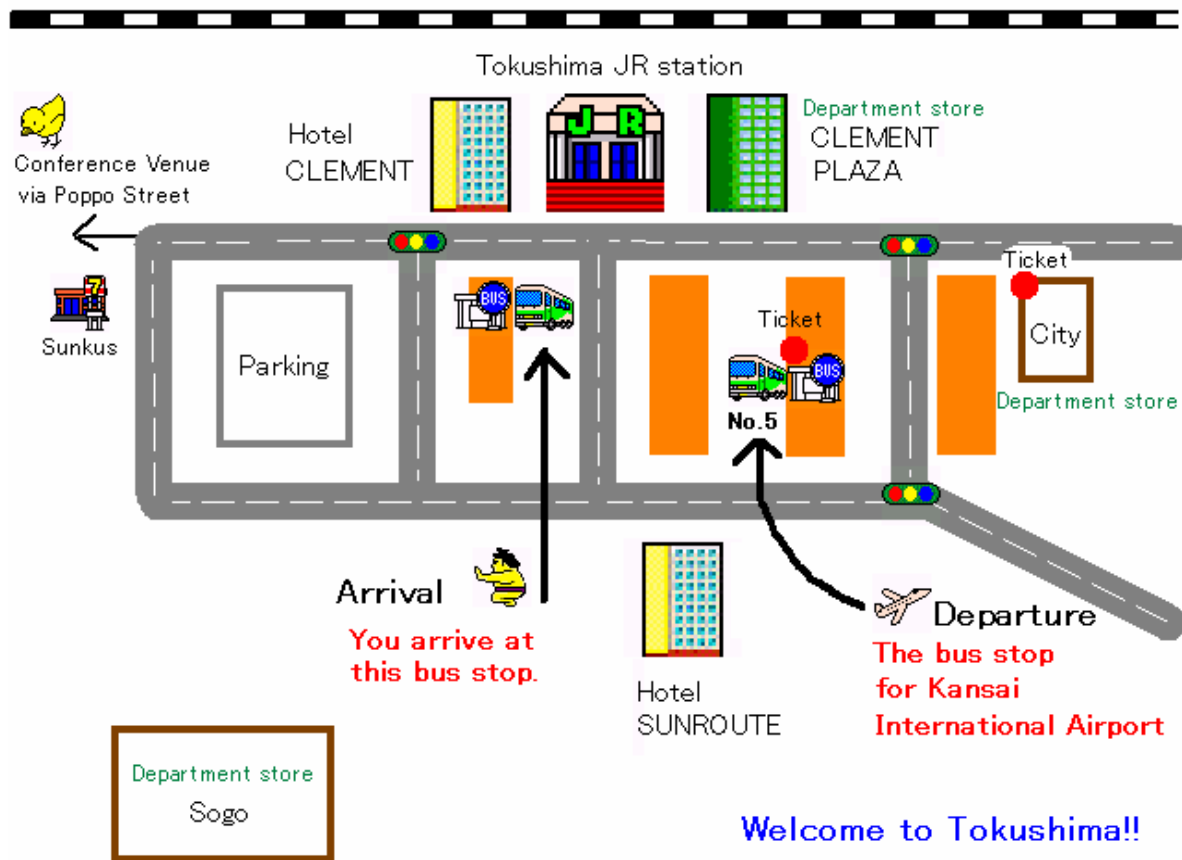 Tokushima JR station
J R
Hotel
CLEMENT
Department store
CLEMENT
PLAZA
Conference Venue
via Poppo Street
7
Sunkus
Parking
BUS
Ticket
BUS
No.5
Ticket
City
Department store
Arrival
You arrive at
this bus stop.
Hotel
SUNROUTE
Departure
The bus stop
for Kansai
International Airport
Department store
Sogo
Welcome to Tokushima!!